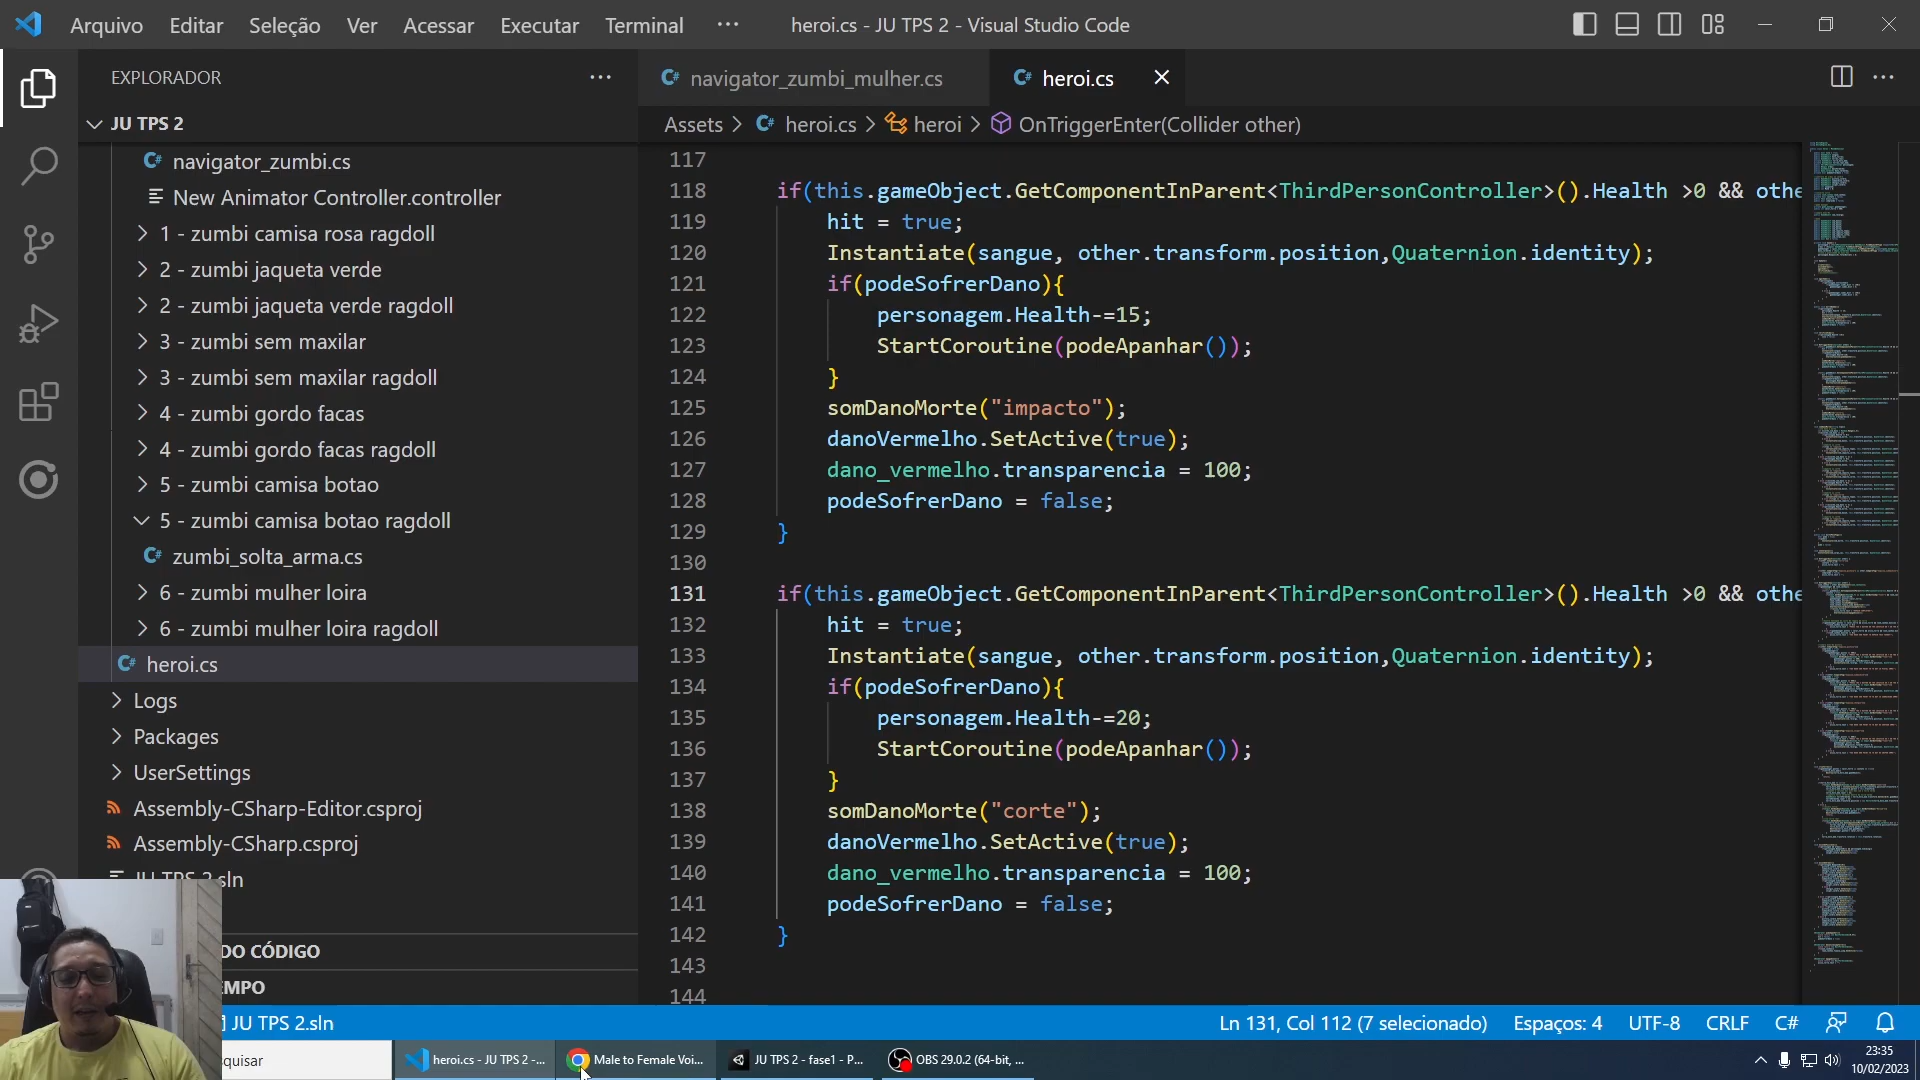 Arquivo Editar Seleção Ver Acessar Executar Terminal ··· heroi.cs - JU TPS 2 - Visual Studio Code
EXPLORADOR
JU TPS 2
navigator_zumbi.cs
New Animator Controller.controller
1 - zumbi camisa rosa ragdoll
2 - zumbi jaqueta verde
2 - zumbi jaqueta verde ragdoll
3 - zumbi sem maxilar
3 - zumbi sem maxilar ragdoll
4 - zumbi gordo facas
4 - zumbi gordo facas ragdoll
5 - zumbi camisa botao
5 - zumbi camisa botao ragdoll
zumbi_solta_arma.cs
6 - zumbi mulher loira
6 - zumbi mulher loira ragdoll
heroi.cs
Logs
Packages
UserSettings
Assembly-CSharp-Editor.csproj
Assembly-CSharp.csproj
JU TPS 2.sln
DO CÓDIGO
EMPO
navigator_zumbi_mulher.cs heroi.cs
Assets > heroi.cs > heroi > OnTriggerEnter(Collider other)
117
118 if(this.gameObject.GetComponentInParent<ThirdPersonController>().Health >0 && othe
119 hit = true;
120 Instantiate(sangue, other.transform.position,Quaternion.identity);
121 if(podeSofrerDano){
122 personagem.Health-=15;
123 StartCoroutine(podeApanhar());
124 }
125 somDanoMorte("impacto");
126 danoVermelho.SetActive(true);
127 dano_vermelho.transparencia = 100;
128 podeSofrerDano = false;
129 }
130
131 if(this.gameObject.GetComponentInParent<ThirdPersonController>().Health >0 && othe
132 hit = true;
133 Instantiate(sangue, other.transform.position,Quaternion.identity);
134 if(podeSofrerDano){
135 personagem.Health-=20;
136 StartCoroutine(podeApanhar());
137 }
138 somDanoMorte("corte");
139 danoVermelho.SetActive(true);
140 dano_vermelho.transparencia = 100;
141 podeSofrerDano = false;
142 }
143
144
JU TPS 2.sln Ln 131, Col 112 (7 selecionado) Espaços: 4 UTF-8 CRLF C#
quisar heroi.cs - JU TPS 2 -... Male to Female Voi... JU TPS 2 - fase1 - P... OBS 29.0.2 (64-bit, ...
23:35
10/02/2023